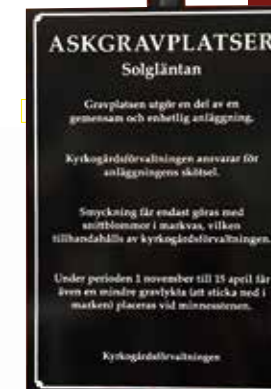 ASKGRAVPLATSER
Solgläntan
Gravplatsen utgör en del av en
gemensam och enhetlig anläggning.
Kyrkogårdsförvaltningen ansvarar för
anläggningens skötsel.
Smyckning får endast göras med
snittblommor i markvas, vilken
tillhandahålls av kyrkogårdsförvaltningen.
Under perioden 1 november till 15 april får
även en mindre gravlykta (att sticka ned i
marken) placeras vid minnesstenen.
Kyrkogårdsförvaltningen